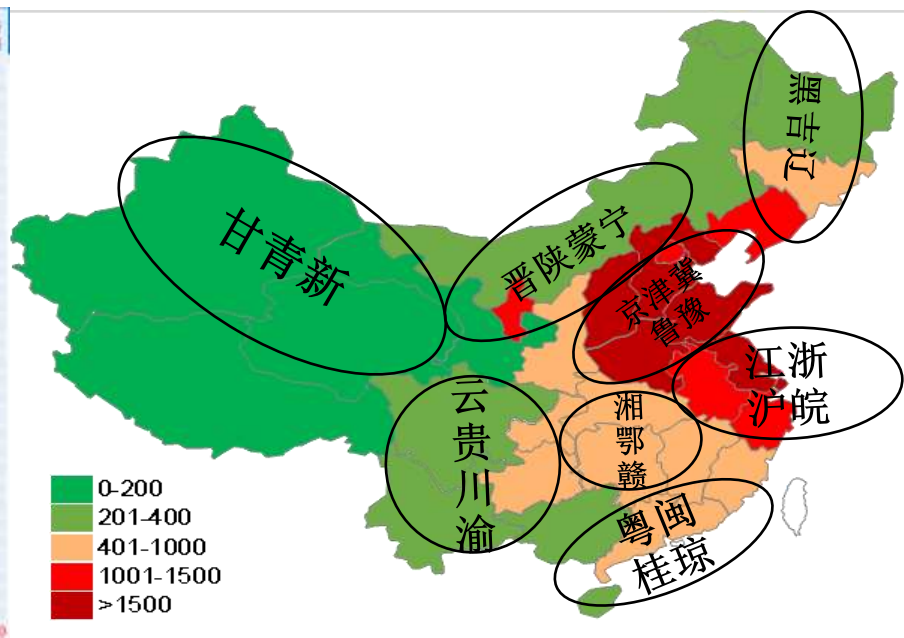 黑吉辽
甘青新
晋陕蒙宁
京津冀
鲁豫
江浙
沪皖
云贵川渝
湘鄂赣
粤闽
桂琼
0-200
201-400
401-1000
1001-1500
>1500